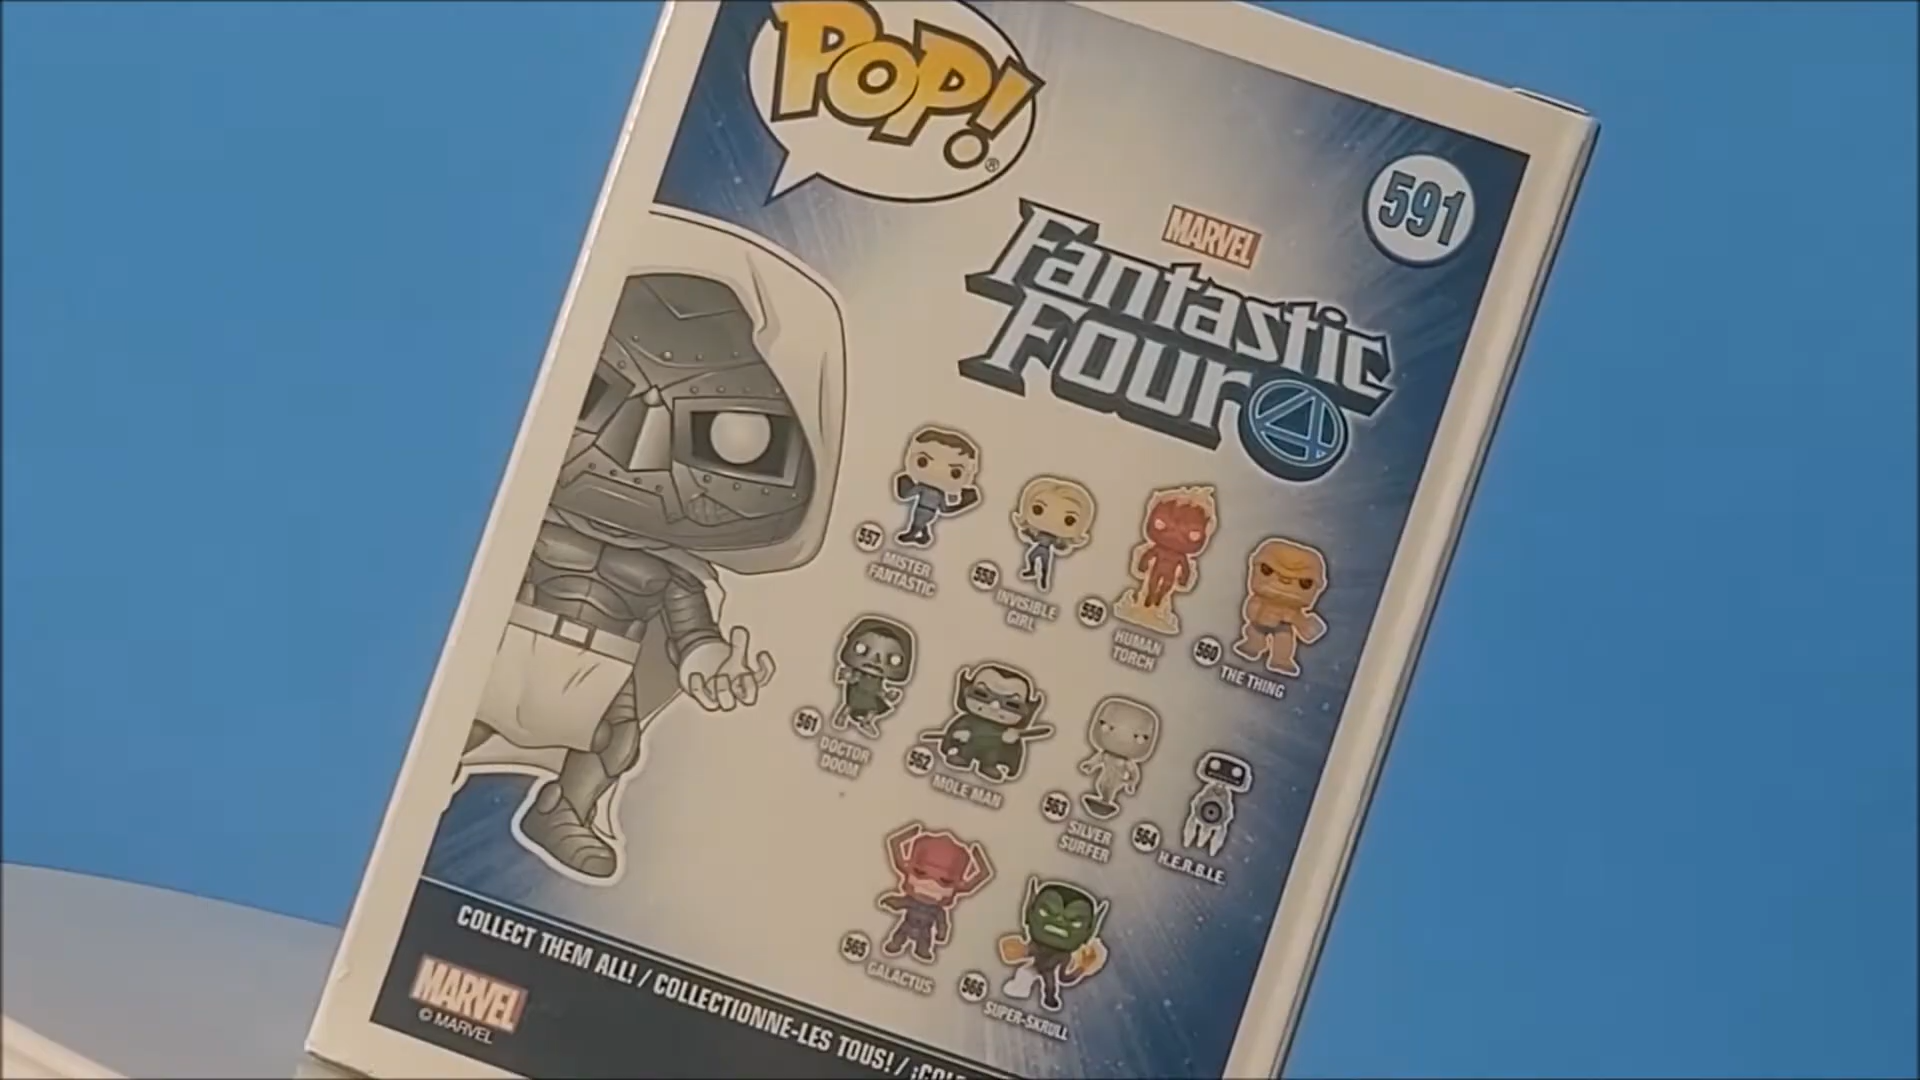 POP!
®
591
MARVEL
Fantastic
Four
4
557
MISTER
FANTASTIC
558
INVISIBLE
GIRL
559
HUMAN
TORCH
560
THE THING
561
DOCTOR
DOOM
562
MOLE MAN
563
SILVER
SURFER
564
H.E.R.B.I.E.
565
GALACTUS
566
SUPER-SKRULL
COLLECT THEM ALL! / COLLECTIONNE-LES TOUS! /
MARVEL
© MARVEL